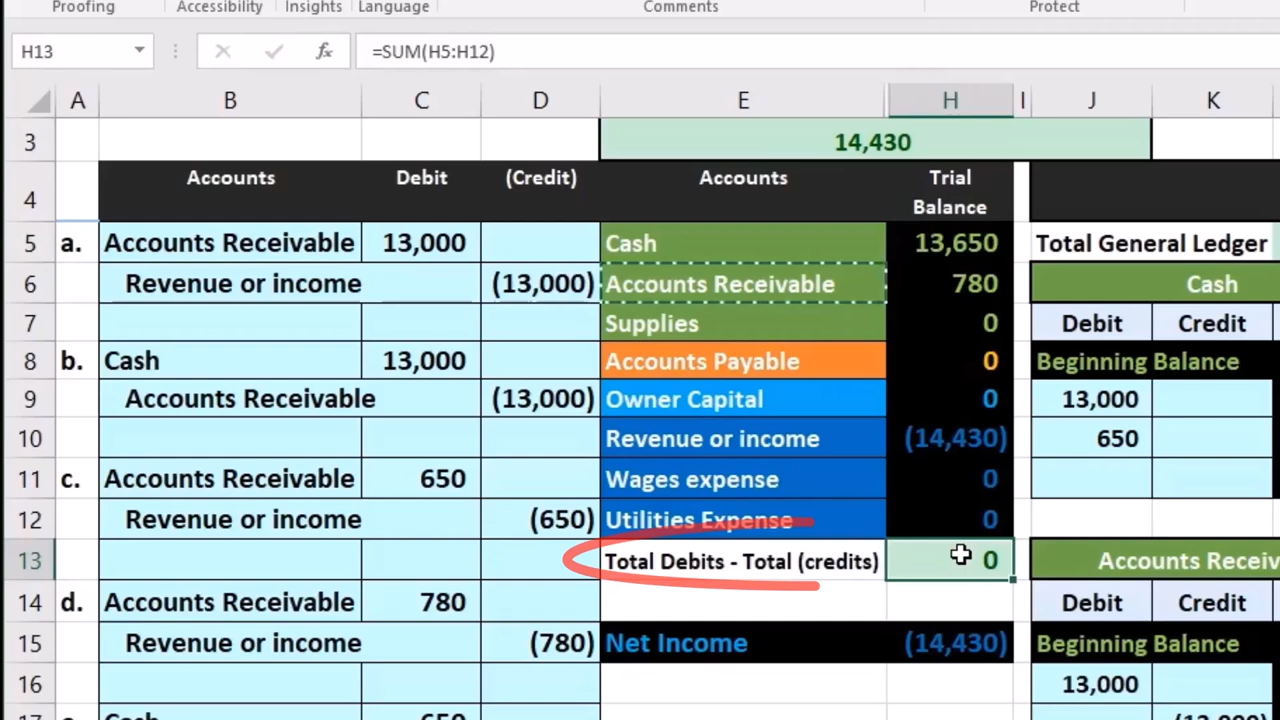 Proofing Accessibility Insights Language Comments Protect
H13 fx =SUM(H5:H12)
A B C D E H I J K
3 14,430
4 Accounts Debit (Credit) Accounts Trial Balance
5 a. Accounts Receivable 13,000 Cash 13,650 Total General Ledger
6 Revenue or income (13,000) Accounts Receivable 780 Cash
7 Supplies 0 Debit Credit
8 b. Cash 13,000 Accounts Payable 0 Beginning Balance
9 Accounts Receivable (13,000) Owner Capital 0 13,000
10 Revenue or income (14,430) 650
11 c. Accounts Receivable 650 Wages expense 0
12 Revenue or income (650) Utilities Expense 0
13 Total Debits - Total (credits) 0 Accounts Receiv
14 d. Accounts Receivable 780 Debit Credit
15 Revenue or income (780) Net Income (14,430) Beginning Balance
16 13,000
Cash 650